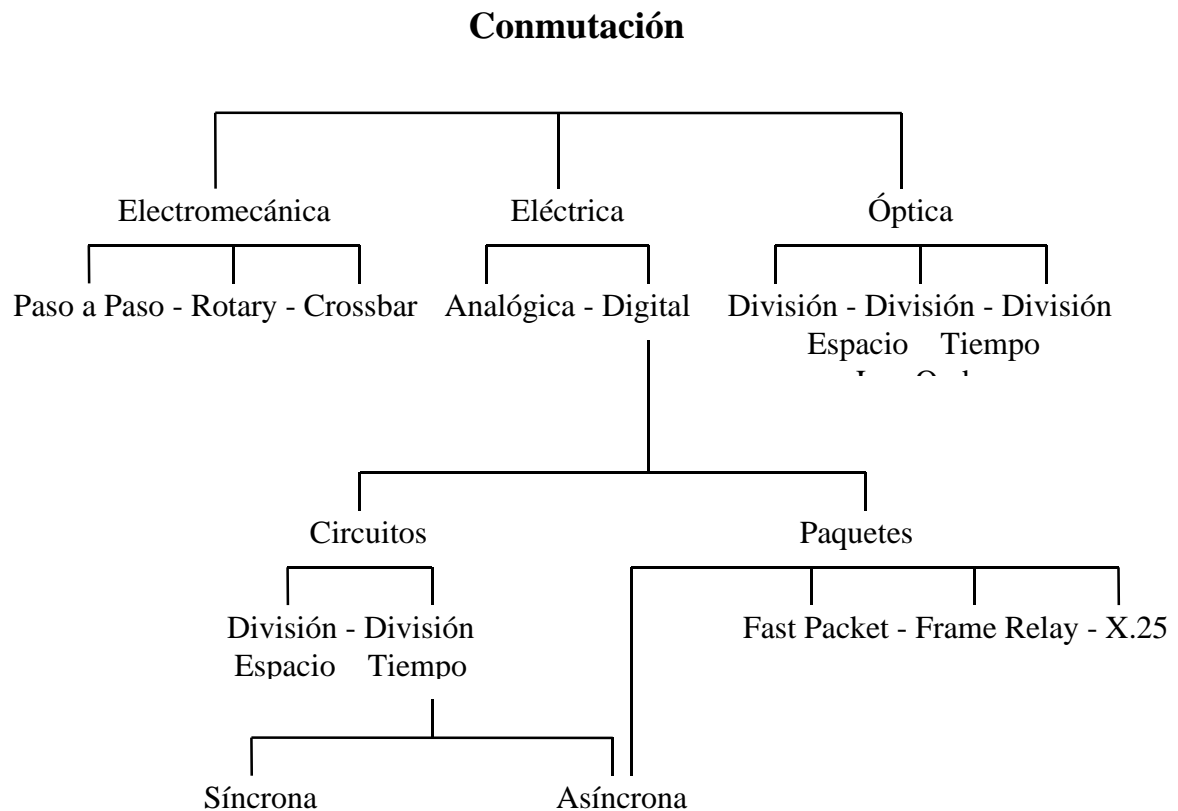 Conmutación
Electromecánica Eléctrica Óptica
Paso a Paso - Rotary - Crossbar Analógica - Digital División - División - División
Espacio Tiempo
Circuitos Paquetes
División - División Fast Packet - Frame Relay - X.25
Espacio Tiempo
Síncrona Asíncrona